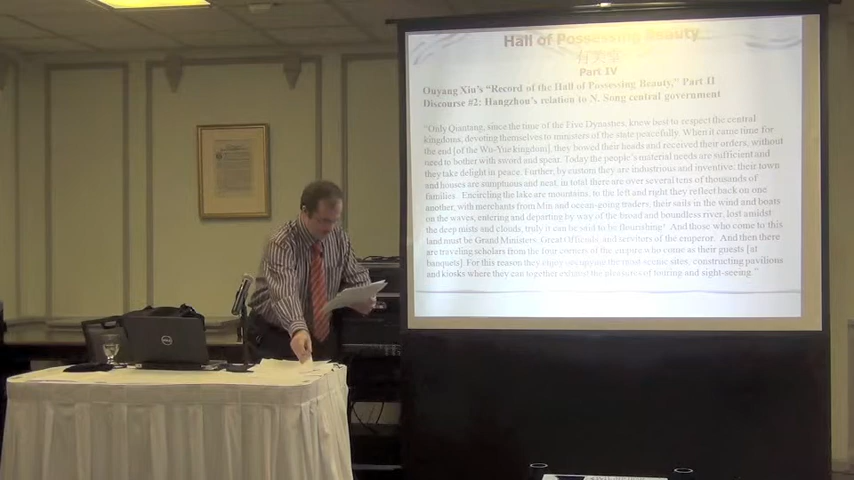 Hall of Possessing Beauty
有美堂
Part IV
Ouyang Xiu's "Record of the Hall of Possessing Beauty," Part II
Discourse #2: Hangzhou's relation to N. Song central government
"Only Qiantang, since the time of the Five Dynasties, knew best to respect the central
kingdoms, devoting themselves to ministers of the state peacefully. When it came time for
the end [of the Wu-Yue kingdom], they bowed their heads and received their orders, without
need to bother with sword and spear. Today the people's material needs are sufficient and
they take delight in peace. Further, by custom they are industrious and inventive, their town
and houses are sumptuous and neat, in total there are over several tens of thousands of
families. Encircling the lake are mountains, to the left and right they reflect back on one
another, with merchants from Min and ocean-going traders, their sails in the wind and boats
on the waves, entering and departing by way of the broad and boundless river, lost amidst
the deep mists and clouds, truly it can be said to be flourishing! And those who come to this
land must be Grand Ministers, Great Officials and servitors of the emperor. And then there
are traveling scholars from the four corners of the empire who come as their guests [at
banquets]. For this reason they enjoy occupying the most scenic sites, constructing pavilions
and kiosks where they can together exhaust the pleasures of touring and sight-seeing."
DELL